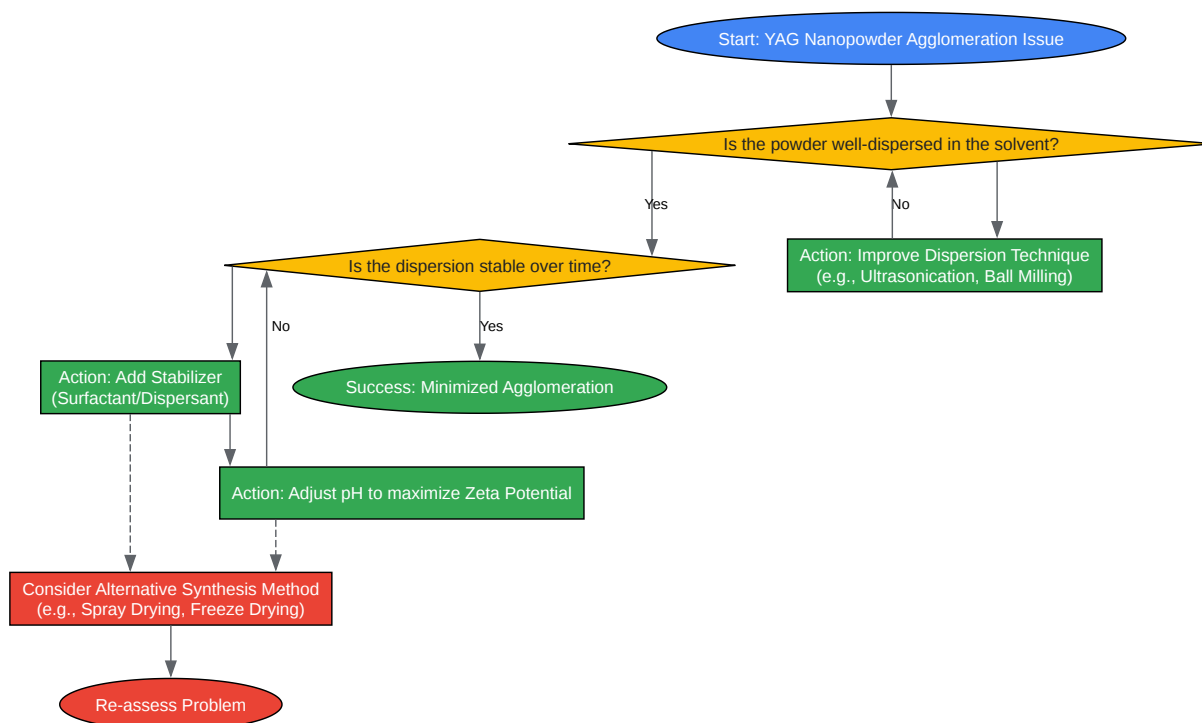 Start: YAG Nanopowder Agglomeration Issue
Is the powder well-dispersed in the solvent?
Yes
No
Action: Improve Dispersion Technique
(e.g., Ultrasonication, Ball Milling)
Is the dispersion stable over time?
No
Yes
Action: Add Stabilizer
(Surfactant/Dispersant)
Success: Minimized Agglomeration
Action: Adjust pH to maximize Zeta Potential
Consider Alternative Synthesis Method
(e.g., Spray Drying, Freeze Drying)
Re-assess Problem